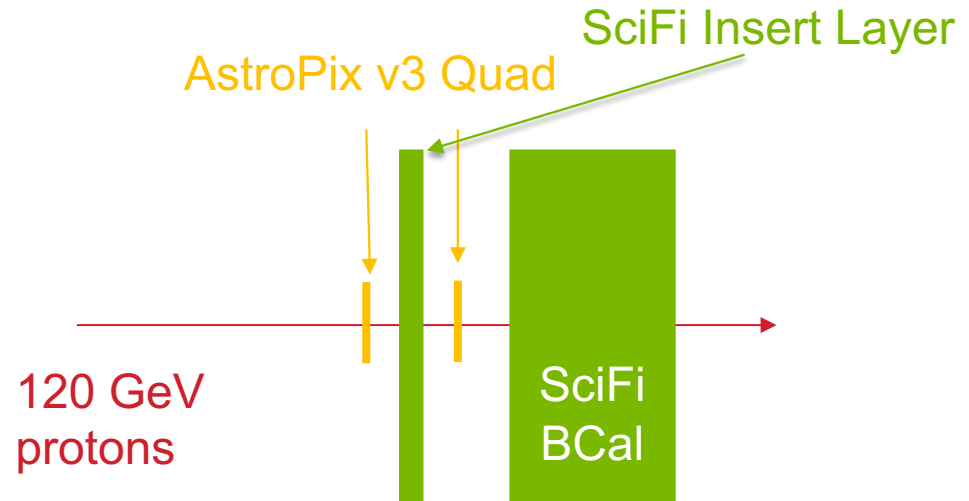 SciFi Insert Layer
AstroPix v3 Quad
120 GeV
protons
SciFi
BCal